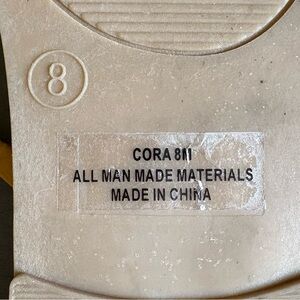 8
CORA 8M
ALL MAN MADE MATERIALS
MADE IN CHINA